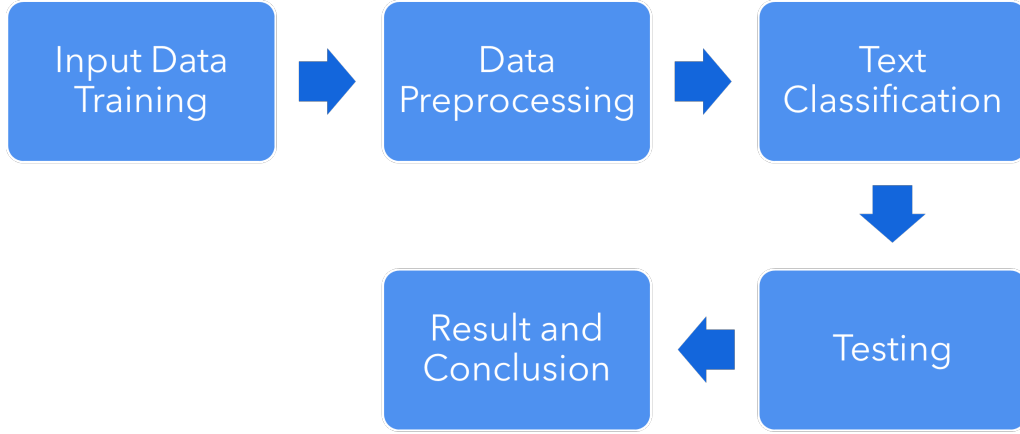 Input Data
Training
Data
Preprocessing
Text
Classification
Testing
Result and
Conclusion